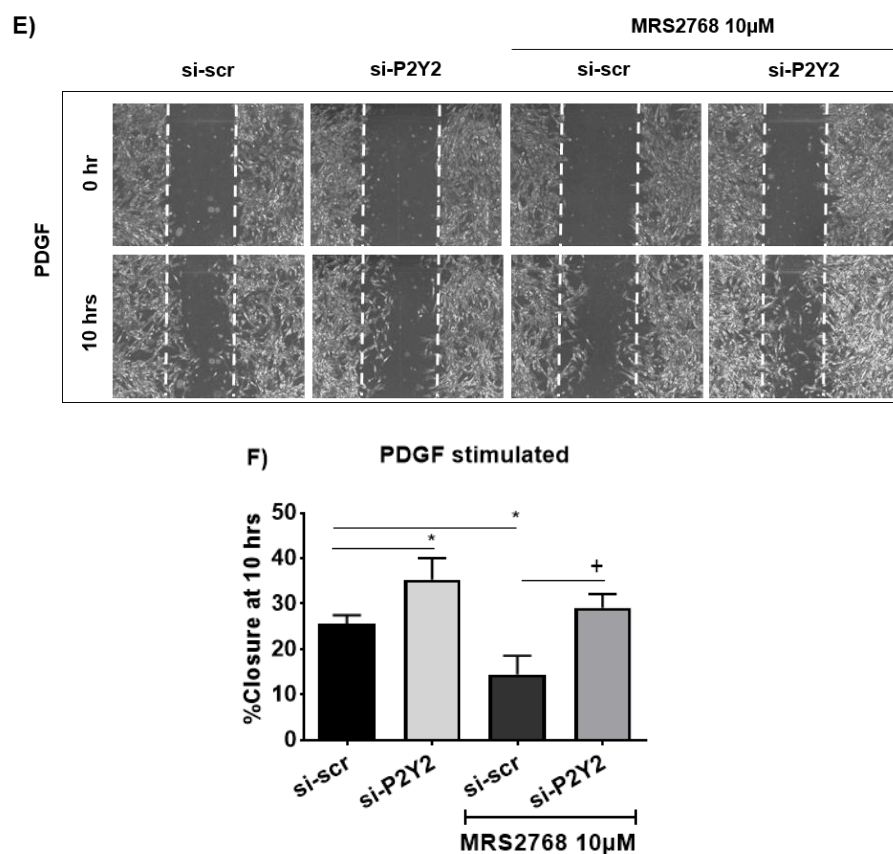 E)
MRS2768 10µM
si-scr
si-P2Y2
si-scr
si-P2Y2
PDGF
0 hr
10 hrs
F)
PDGF stimulated
%Closure at 10 hrs
50
40
30
20
10
0
*
*
+
si-scr
si-P2Y2
si-scr
si-P2Y2
MRS2768 10µM